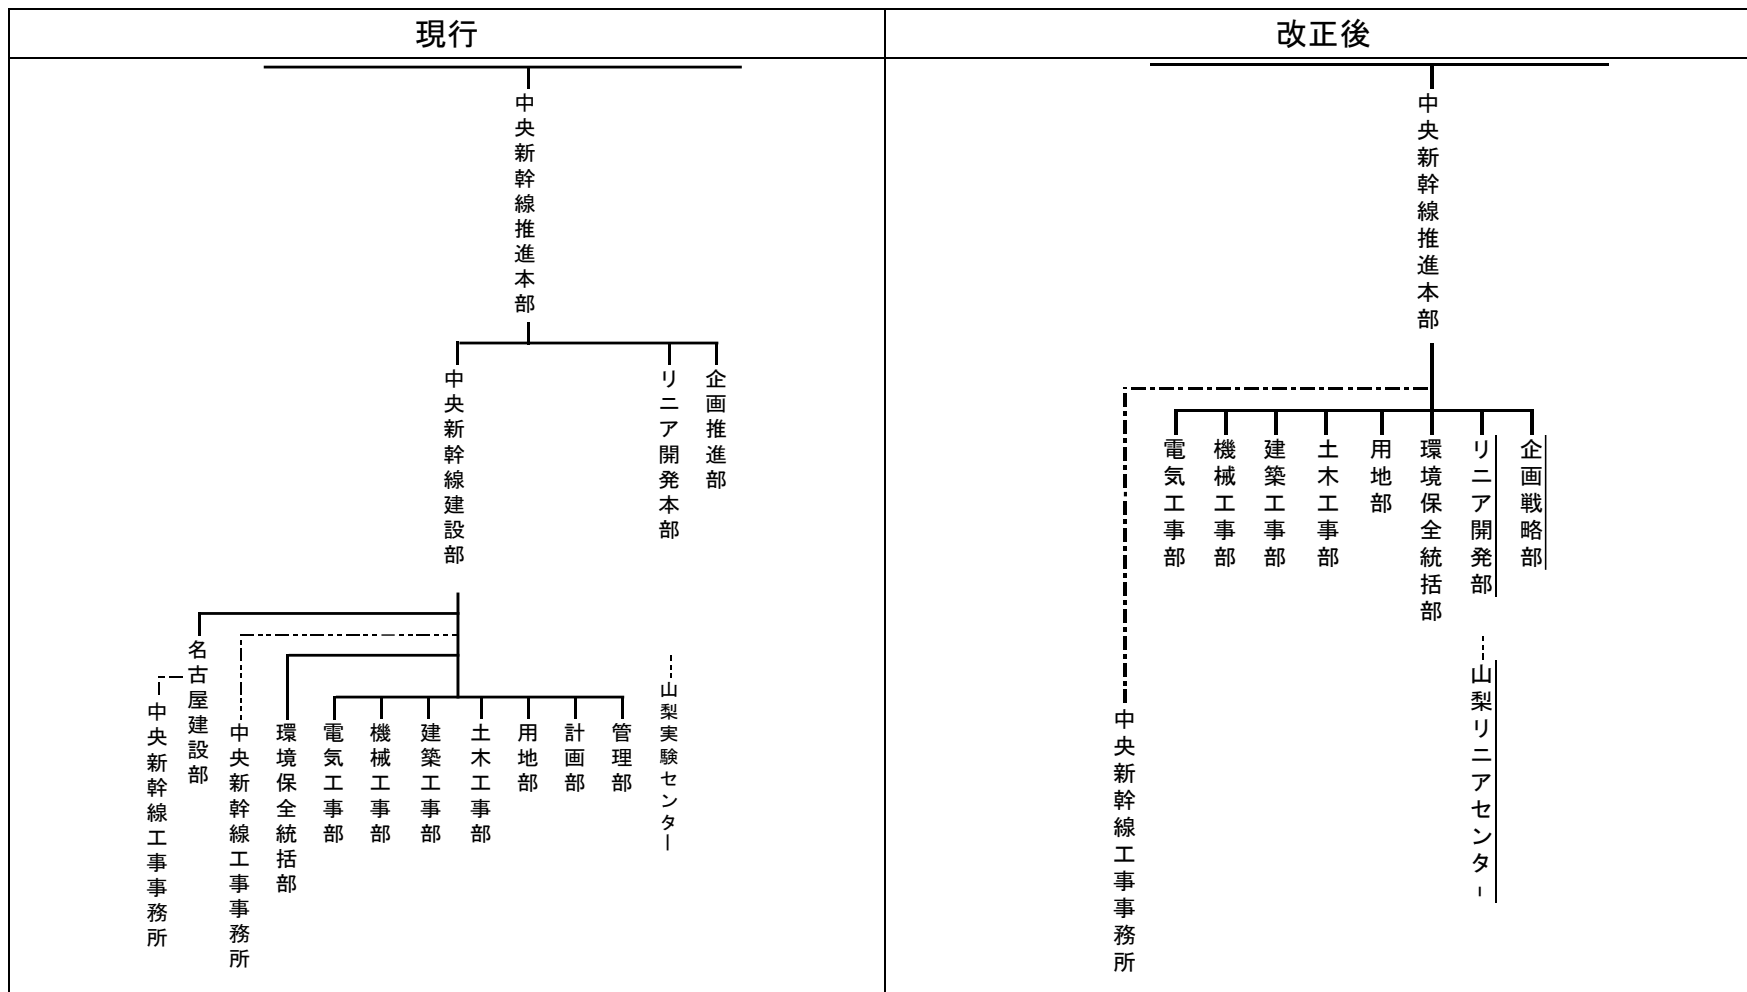 現行
中央新幹線推進本部
企画推進部
リニア開発本部
中央新幹線建設部
山梨実験センター
管理部
計画部
用地部
土木工事部
建築工事部
機械工事部
電気工事部
環境保全統括部
中央新幹線工事事務所
名古屋建設部
中央新幹線工事事務所
改正後
中央新幹線推進本部
企画戦略部
リニア開発部
山梨リニアセンター
環境保全統括部
用地部
土木工事部
建築工事部
機械工事部
電気工事部
中央新幹線工事事務所